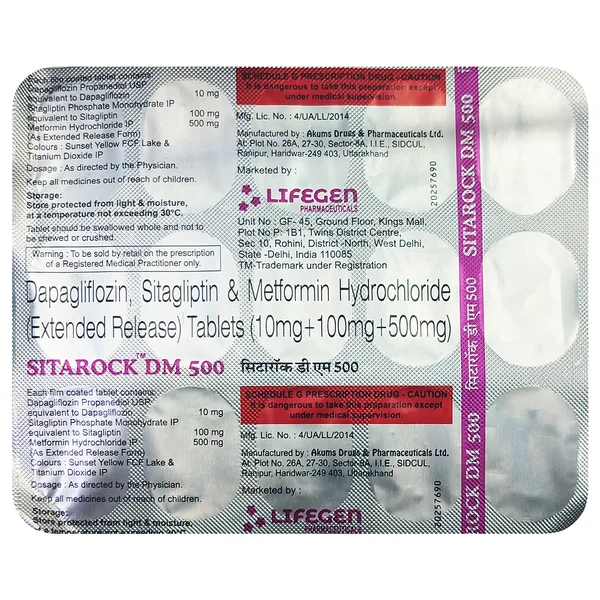 Each film coated tablet contains:
Dapagliflozin Propanediol USP
equivalent to Dapagliflozin 10 mg
Sitagliptin Phosphate Monohydrate IP
equivalent to Sitagliptin 100 mg
Metformin Hydrochloride IP 500 mg
(As Extended Release Form)
Colours : Sunset Yellow FCF Lake &
Titanium Dioxide IP
Dosage : As directed by the Physician.
Keep all medicines out of reach of children.
Storage:
Store protected from light & moisture,
at a temperature not exceeding 30°C.
Tablet should be swallowed whole and not to
be chewed or crushed.
Warning : To be sold by retail on the prescription
of a Registered Medical Practitioner only.
SCHEDULE G PRESCRIPTION DRUG - CAUTION
It is dangerous to take this preparation except
under medical supervision.
Mfg. Lic. No. : 4/UA/LL/2014
Manufactured by : Akums Drugs & Pharmaceuticals Ltd.
At: Plot No. 26A, 27-30, Sector-8A, I.I.E., SIDCUL,
Ranipur, Haridwar-249 403, Uttarakhand
Marketed by :
LIFEGEN
PHARMACEUTICALS
Unit No : GF- 45, Ground Floor, Kings Mall,
Plot No P: 1B1, Twins District Centre,
Sec 10, Rohini, District -North, West Delhi,
State -Delhi, India 110085
TM-Trademark under Registration
20257690
Dapagliflozin, Sitagliptin & Metformin Hydrochloride
(Extended Release) Tablets (10mg+100mg+500mg)
SITAROCK™ DM 500 सिटारॉक डी एम 500
Each film coated tablet contains:
Dapagliflozin Propanediol USP
equivalent to Dapagliflozin 10 mg
Sitagliptin Phosphate Monohydrate IP
equivalent to Sitagliptin 100 mg
Metformin Hydrochloride IP 500 mg
(As Extended Release Form)
Colours : Sunset Yellow FCF Lake &
Titanium Dioxide IP
Dosage : As directed by the Physician.
Keep all medicines out of reach of children.
Storage:
Store protected from light & moisture,
at a temperature not exceeding 30°C.
SCHEDULE G PRESCRIPTION DRUG - CAUTION
It is dangerous to take this preparation except
under medical supervision.
Mfg. Lic. No. : 4/UA/LL/2014
Manufactured by : Akums Drugs & Pharmaceuticals Ltd.
At: Plot No. 26A, 27-30, Sector-8A, I.I.E., SIDCUL,
Ranipur, Haridwar-249 403, Uttarakhand
Marketed by :
LIFEGEN
PHARMACEUTICALS
20257690
SITAROCK DM 500
सिटारॉक डी एम 500
ROCK DM 500